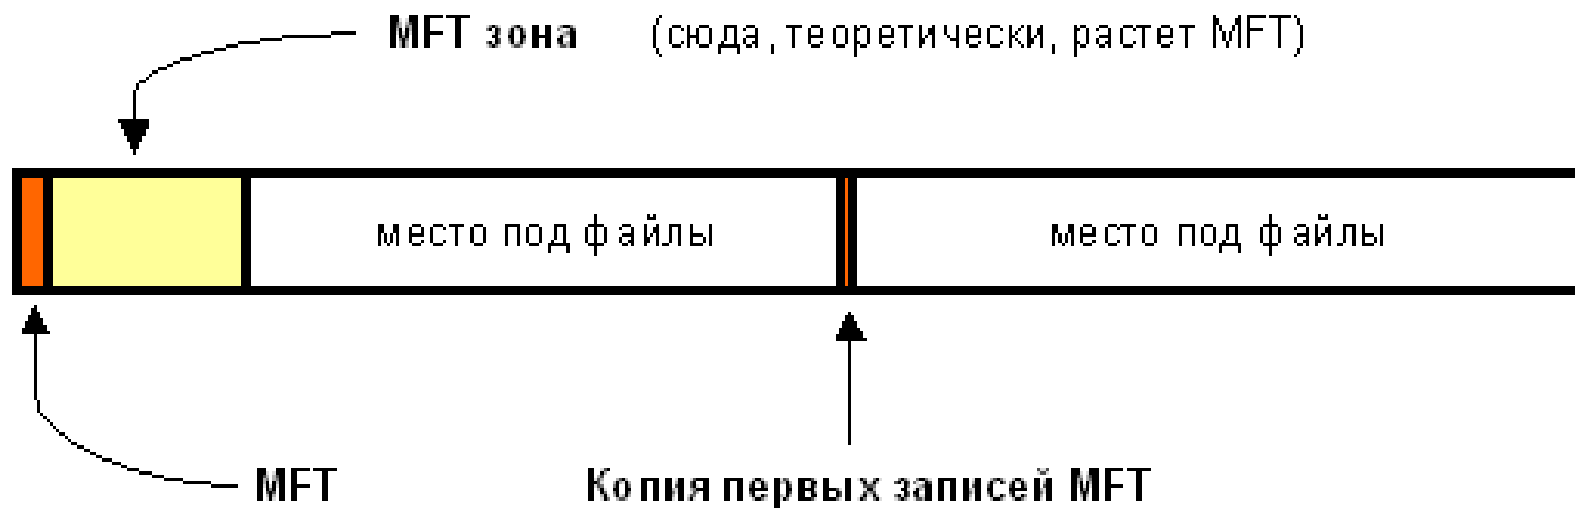 MFT зона (сюда, теоретически, растет MFT)
место под файлы место под файлы
MFT Копия первых записей MFT